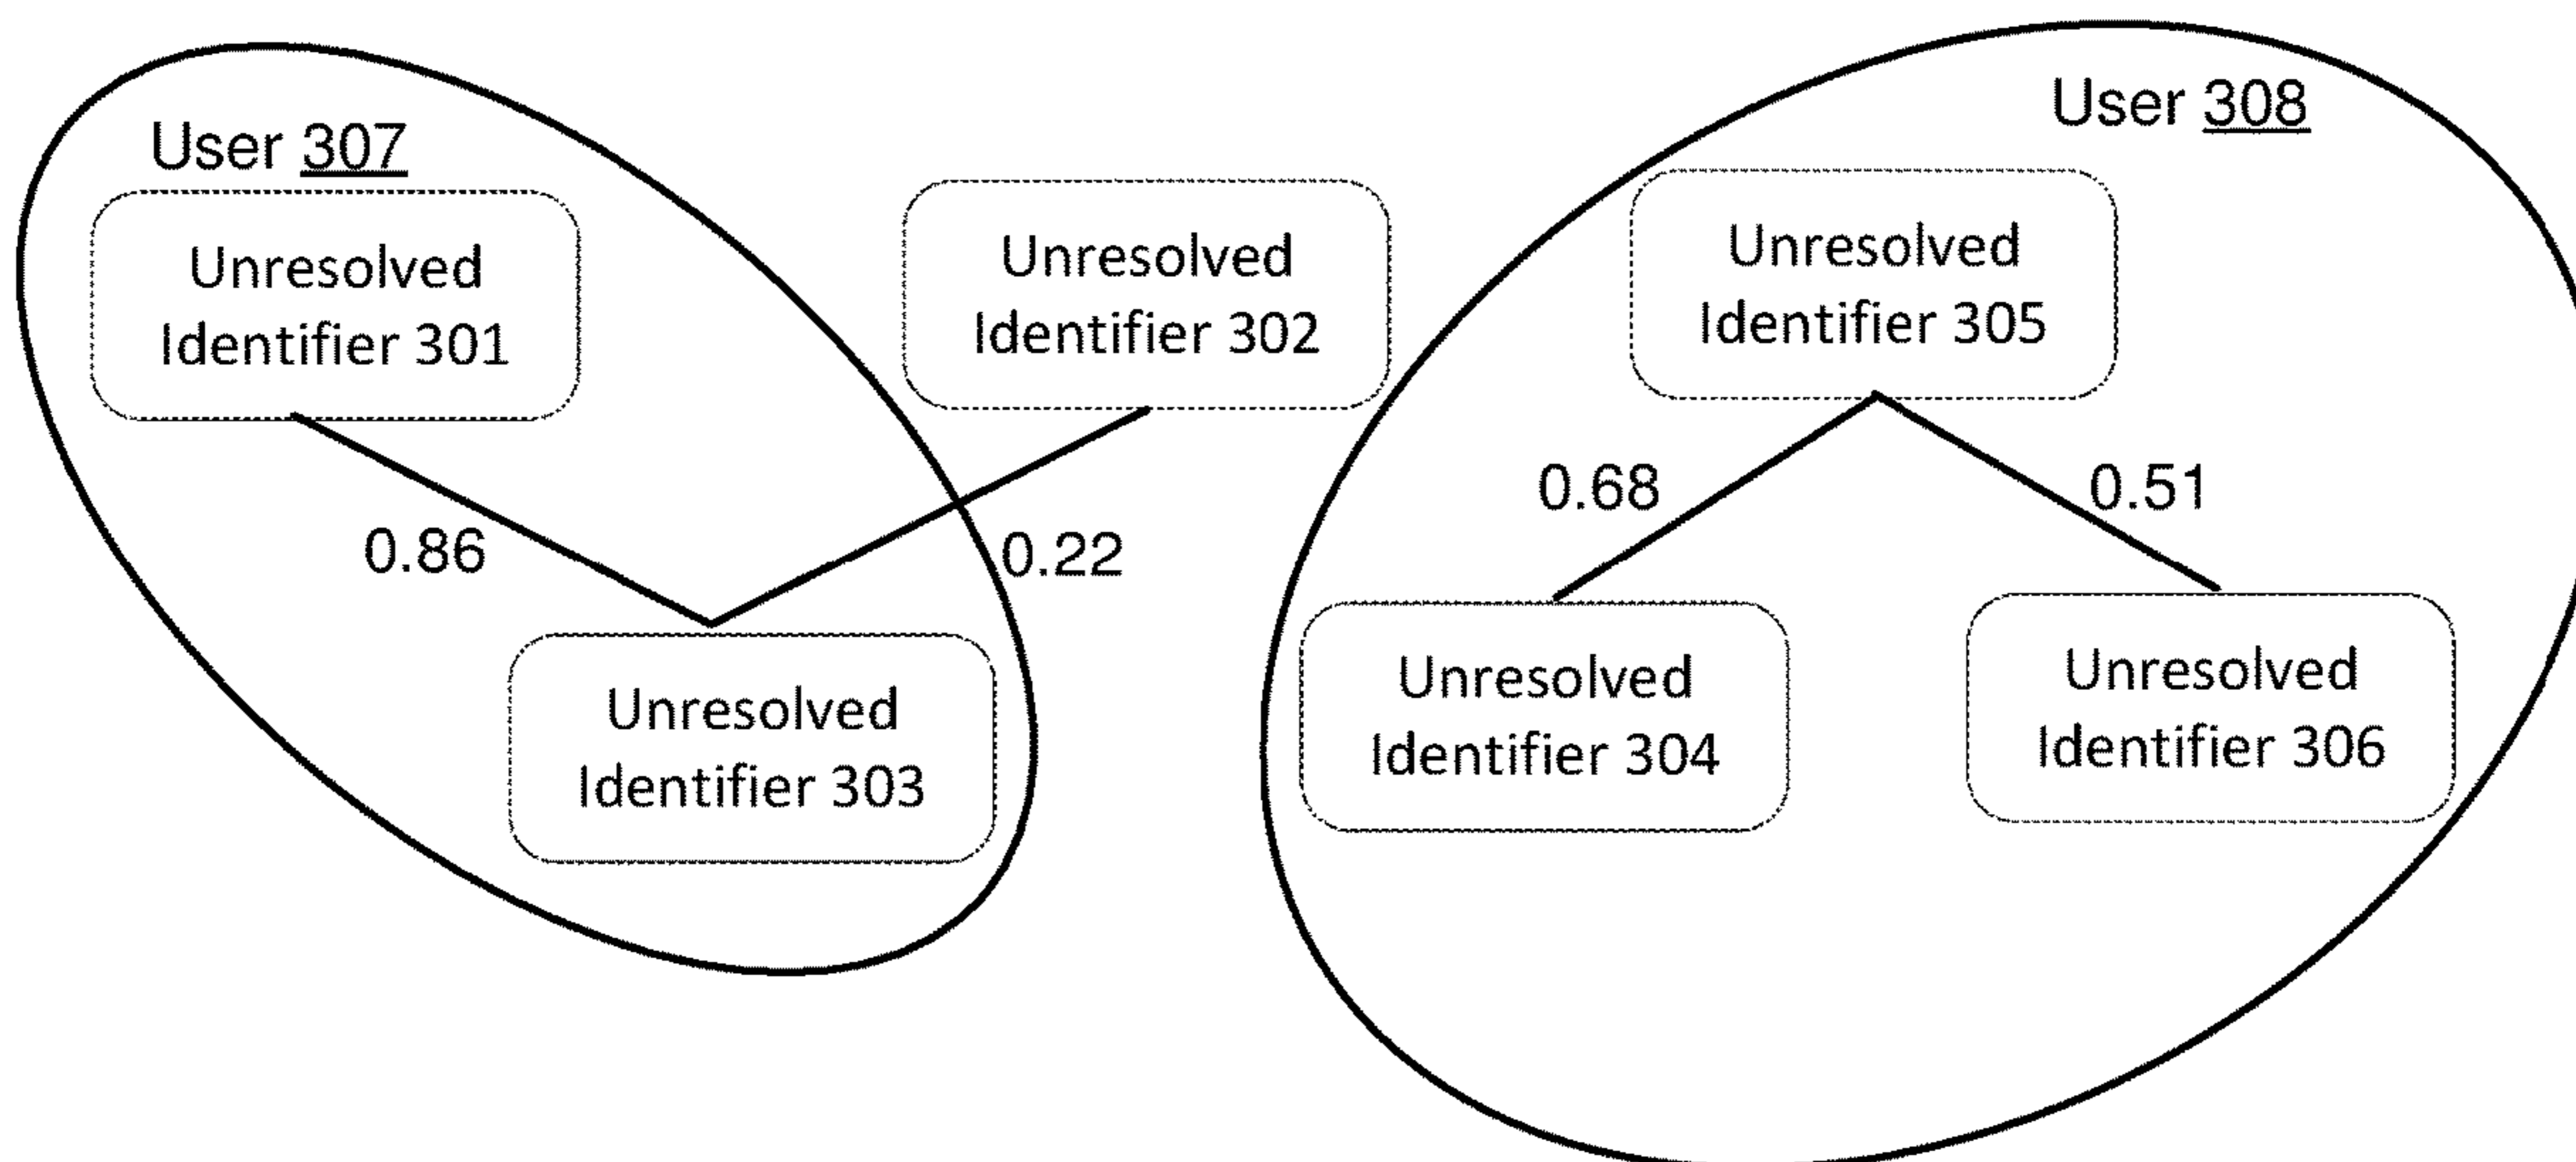 User 307
Unresolved
Identifier 301
Unresolved
Identifier 302
0.86
0.22
Unresolved
Identifier 303
User 308
Unresolved
Identifier 305
0.68
0.51
Unresolved
Identifier 304
Unresolved
Identifier 306